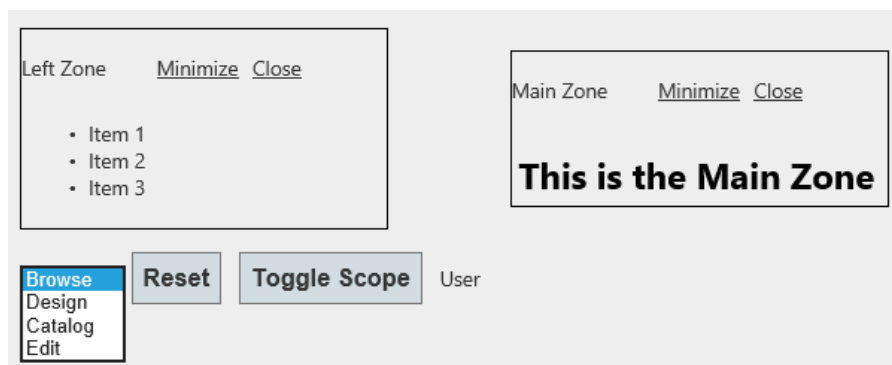 Left Zone Minimize Close
• Item 1
• Item 2
• Item 3
Main Zone Minimize Close
This is the Main Zone
Browse
Design
Catalog
Edit
Reset
Toggle Scope
User